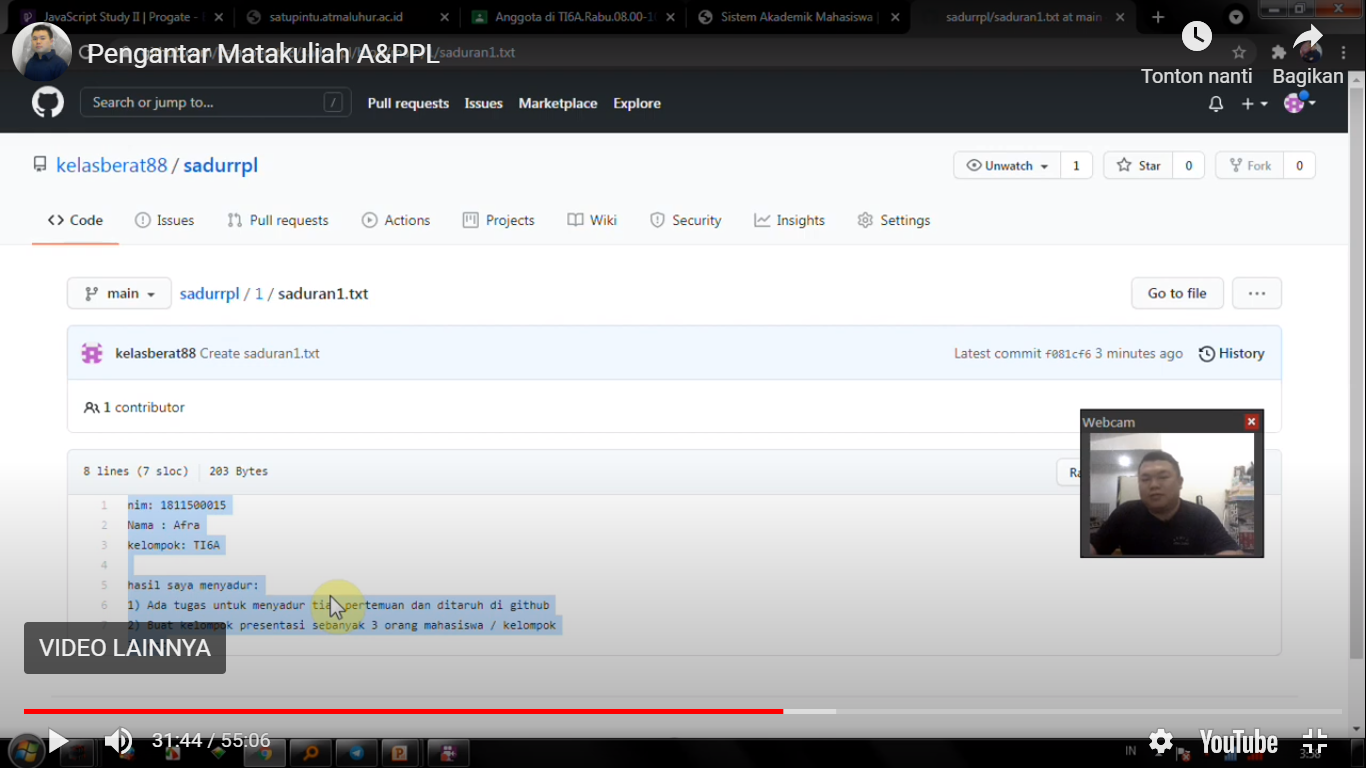 JavaScript Study II | Progate -
satupintu.atmaluhur.ac.id
Anggota di TI6A.Rabu.08.00-1
Sistem Akademik Mahasiswa |
sadurrpl/saduran1.txt at main
Pengantar Matakuliah A&PPL
/saduran1.txt
Tonton nanti
Bagikan
Search or jump to...
/
Pull requests
Issues
Marketplace
Explore
kelasberat88 / sadurrpl
Unwatch
1
Star
0
Fork
0
Code
Issues
Pull requests
Actions
Projects
Wiki
Security
Insights
Settings
main
sadurrpl / 1 / saduran1.txt
Go to file
...
kelasberat88 Create saduran1.txt
Latest commit f081cf6 3 minutes ago
History
1 contributor
Webcam
8 lines (7 sloc)
203 Bytes
1 nim: 1811500015
2 Nama : Afra
3 kelompok: TI6A
4
5 hasil saya menyadur:
6 1) Ada tugas untuk menyadur tiap pertemuan dan ditaruh di github
7 2) Buat kelompok presentasi sebanyak 3 orang mahasiswa / kelompok
VIDEO LAINNYA
31:44 / 55:06
IN
YouTube